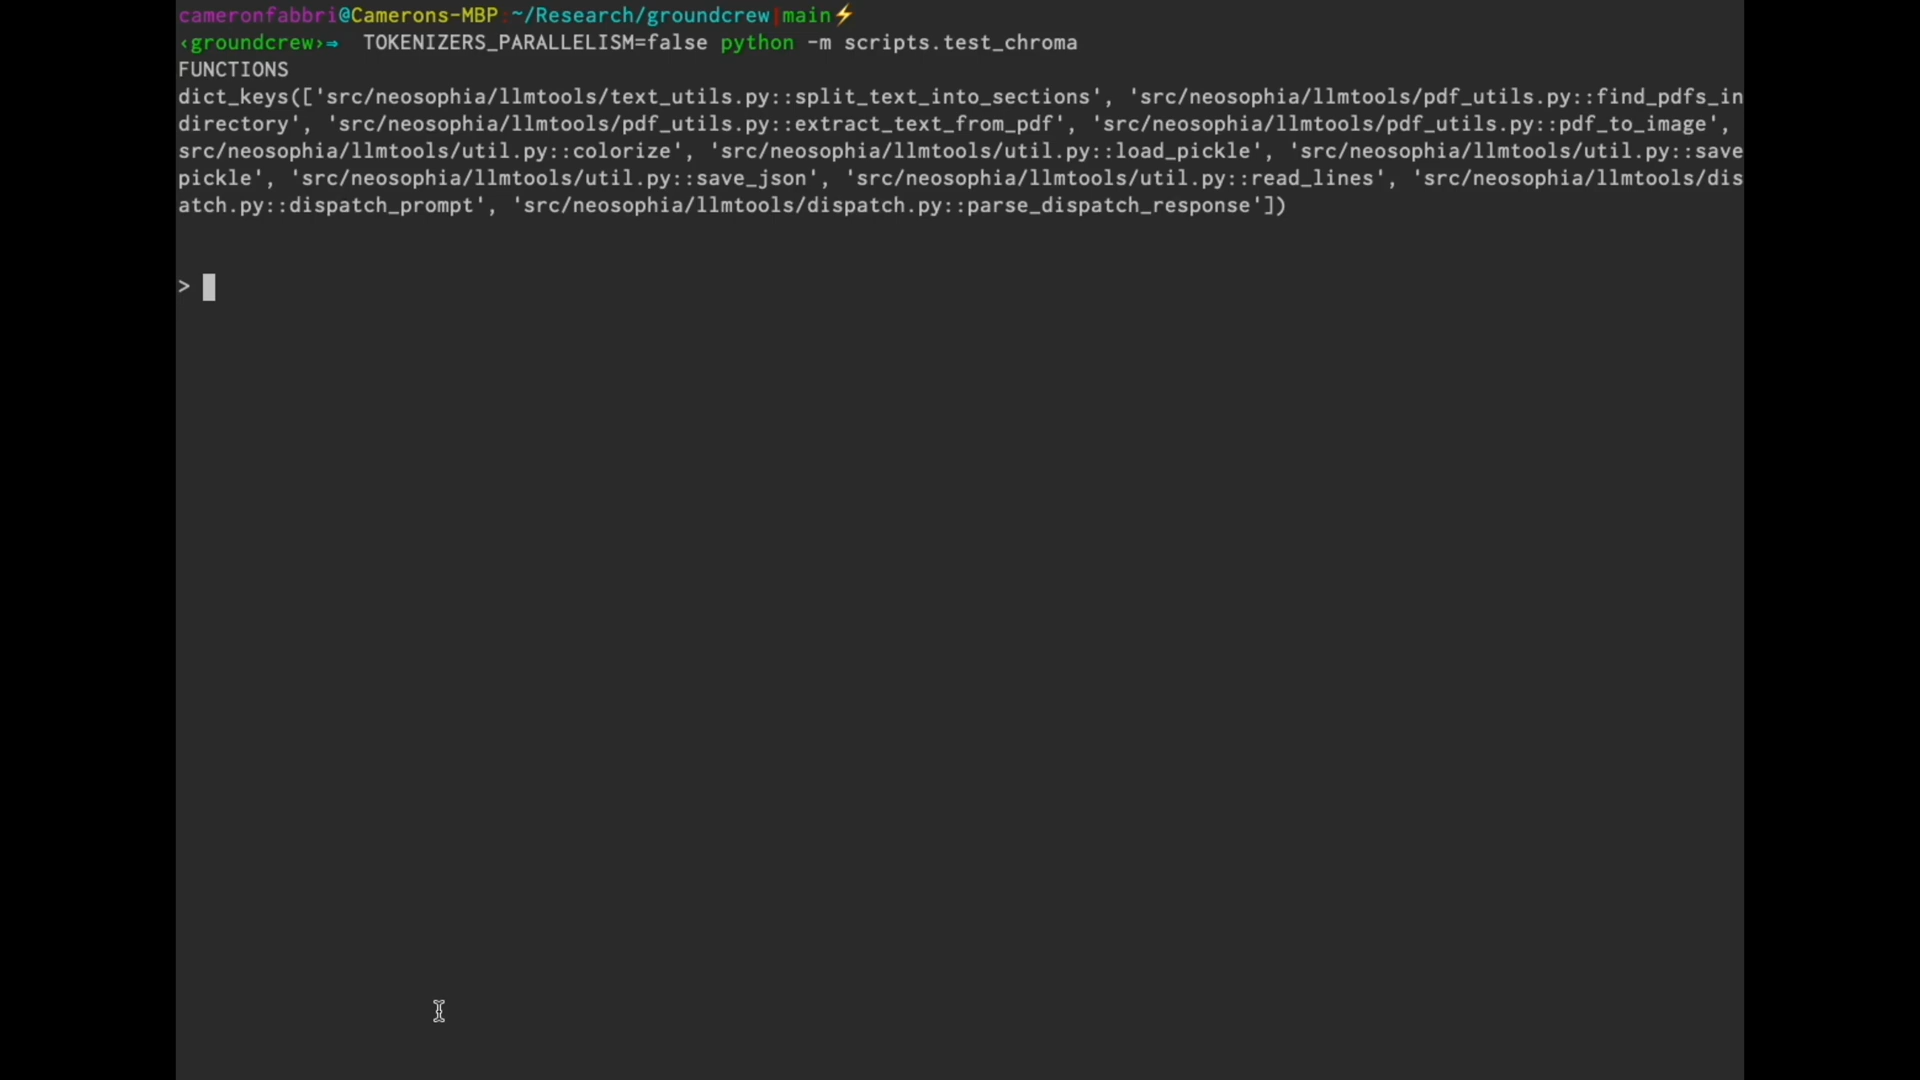 cameronfabbri@Camerons-MBP:~/Research/groundcrew|main⚡
‹groundcrew›⇒  TOKENIZERS_PARALLELISM=false python -m scripts.test_chroma
FUNCTIONS
dict_keys(['src/neosophia/llmtools/text_utils.py::split_text_into_sections', 'src/neosophia/llmtools/pdf_utils.py::find_pdfs_in
directory', 'src/neosophia/llmtools/pdf_utils.py::extract_text_from_pdf', 'src/neosophia/llmtools/pdf_utils.py::pdf_to_image',
src/neosophia/llmtools/util.py::colorize', 'src/neosophia/llmtools/util.py::load_pickle', 'src/neosophia/llmtools/util.py::save
pickle', 'src/neosophia/llmtools/util.py::save_json', 'src/neosophia/llmtools/util.py::read_lines', 'src/neosophia/llmtools/dis
atch.py::dispatch_prompt', 'src/neosophia/llmtools/dispatch.py::parse_dispatch_response'])
>